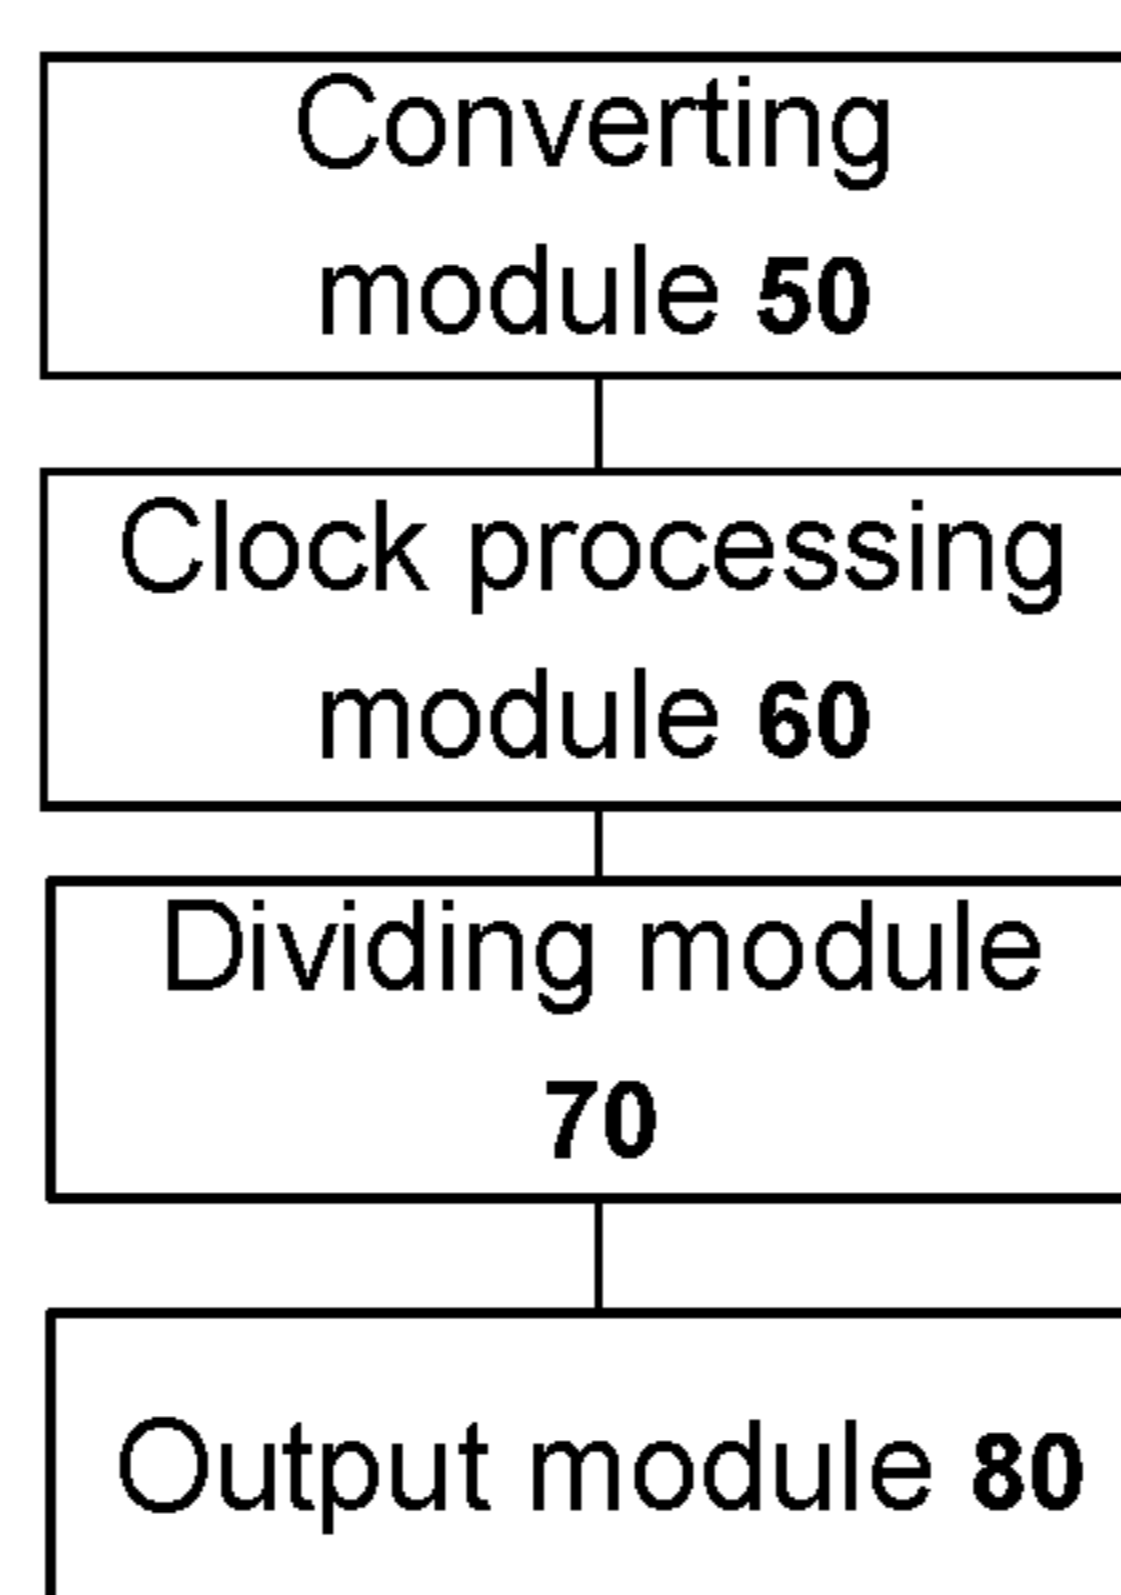 Converting
module 50
Clock processing
module 60
Dividing module
70
Output module 80